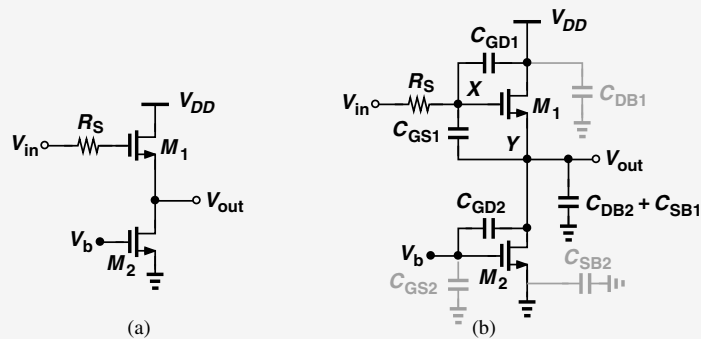 V_DD
R_S
V_in
M_1
V_out
V_b
M_2
(a)
V_DD
C_GD1
R_S
X
V_in
M_1
C_DB1
C_GS1
Y
V_out
C_GD2
C_DB2 + C_SB1
V_b
M_2
C_SB2
C_GS2
(b)